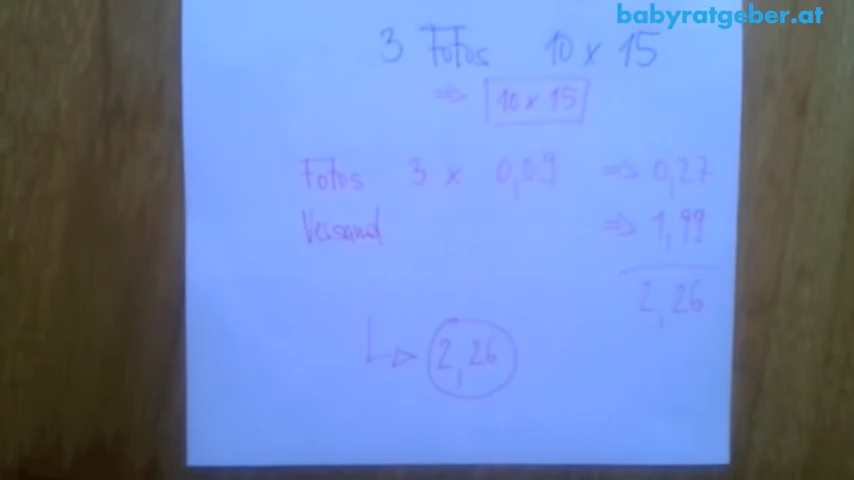 babyratgeber.at
3 Fotos 10 x 15
⇒ 10 x 15
Fotos 3 x 0,09 ⇒ 0,27
Versand ⇒ 1,99
2,26
2,26